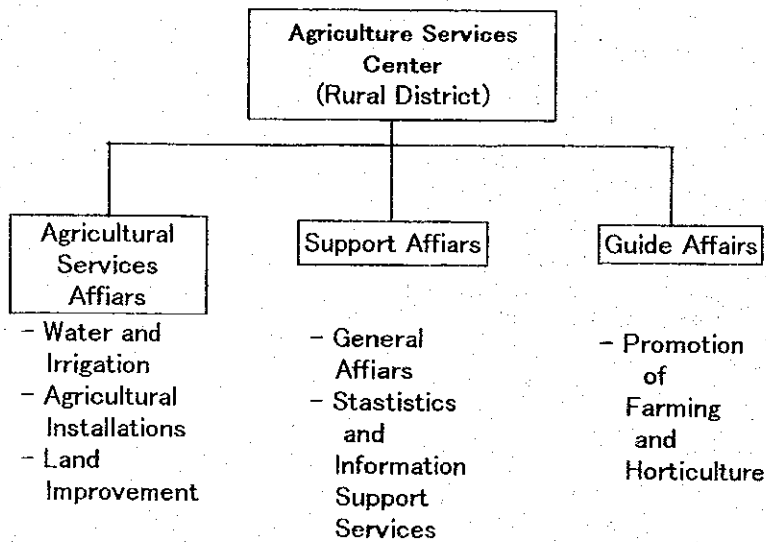 Agriculture Services
Center
(Rural District)
Agricultural
Services
Affiars
- Water and
Irrigation
- Agricultural
Installations
- Land
Improvement
Support Affiars
- General
Affiars
- Stastistics
and
Information
Support
Services
Guide Affairs
- Promotion
of
Farming
and
Horticulture